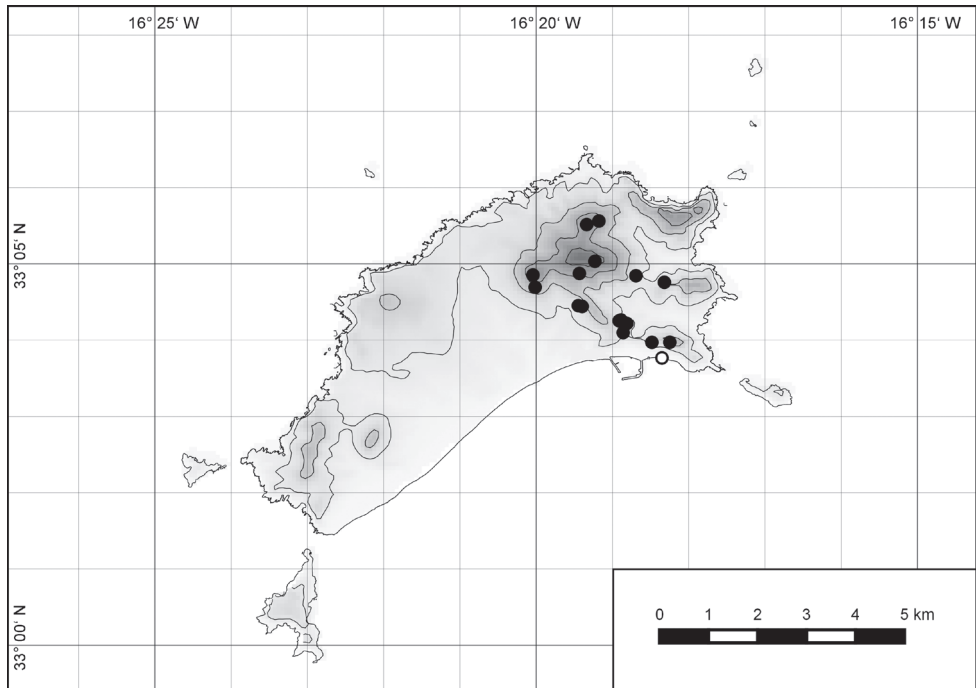 16° 25‘ W
16° 20‘ W
16° 15‘ W
33° 05‘ N
33° 00‘ N
0 1 2 3 4 5 km